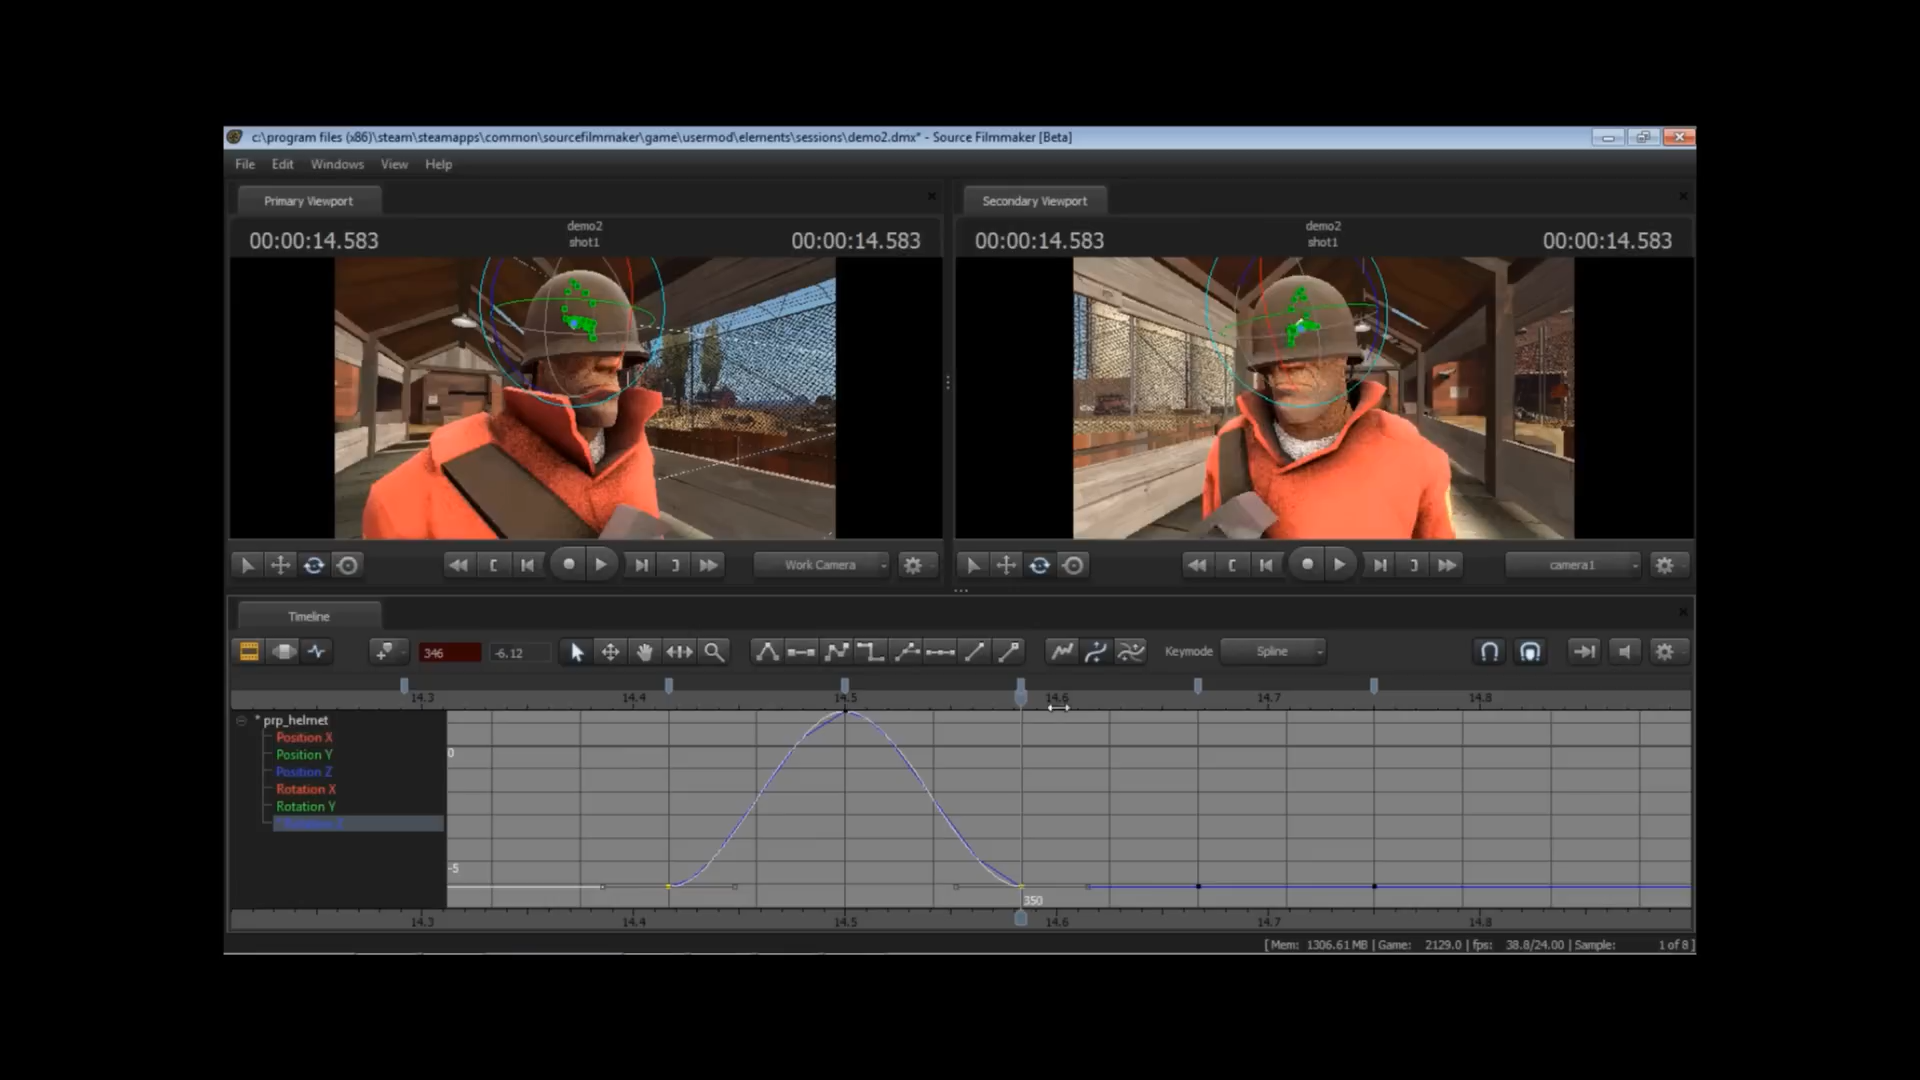 c:\program files (x86)\steam\steamapps\common\sourcefilmmaker\game\usermod\elements\sessions\demo2.dmx* - Source Filmmaker [Beta]
File Edit Windows View Help
Primary Viewport
Secondary Viewport
00:00:14.583 demo2 00:00:14.583
shot1
00:00:14.583 demo2 00:00:14.583
shot1
Work Camera
camera1
Timeline
346 -6.12 Keymode Spline
14.3 14.4 14.5 14.6 14.7 14.8
* prp_helmet
Position X
Position Y
Position Z
Rotation X
Rotation Y
0
-5
350
14.3 14.4 14.5 14.6 14.7 14.8
[ Mem: 1306.61 MB | Game: 2129.0 | fps: 38.8/24.00 | Sample: 1 of 8 ]